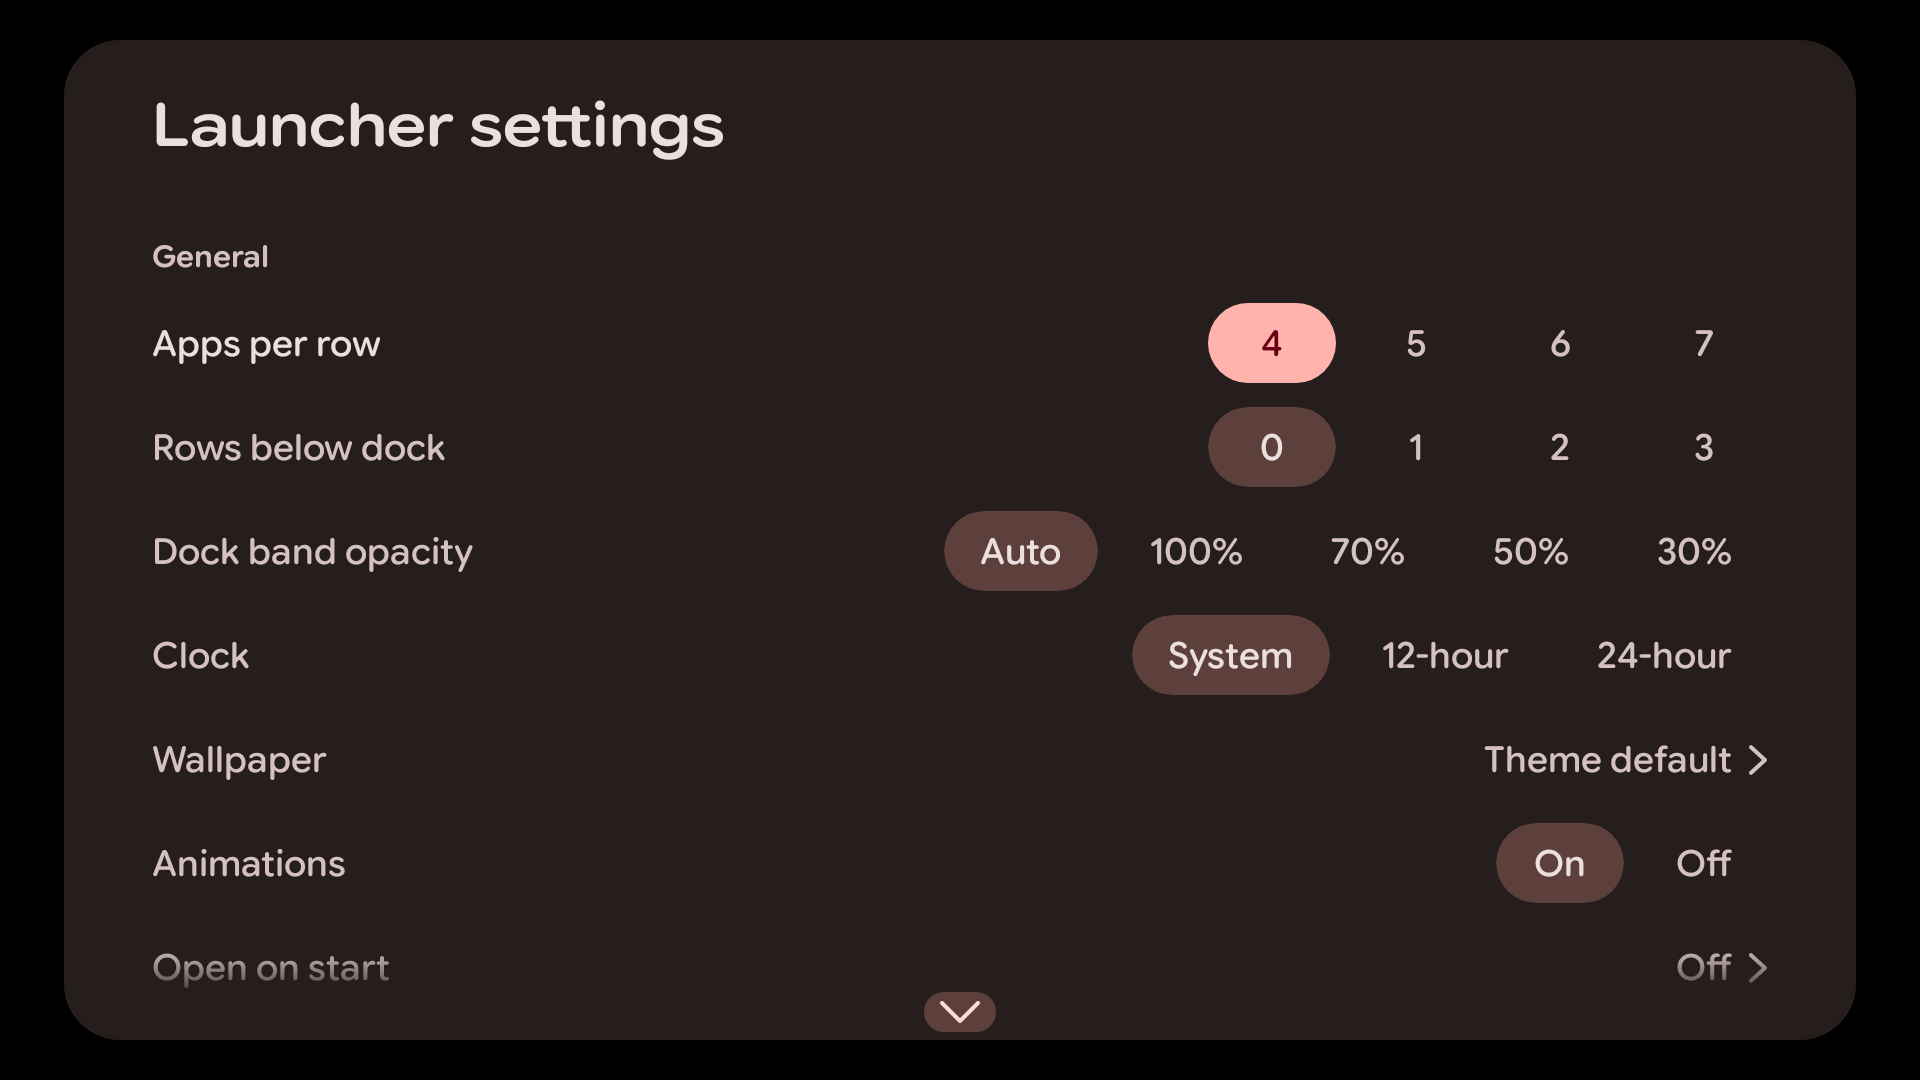 Launcher settings
General
Apps per row 4 5 6 7
Rows below dock 0 1 2 3
Dock band opacity Auto 100% 70% 50% 30%
Clock System 12-hour 24-hour
Wallpaper Theme default
Animations On Off
Open on start Off